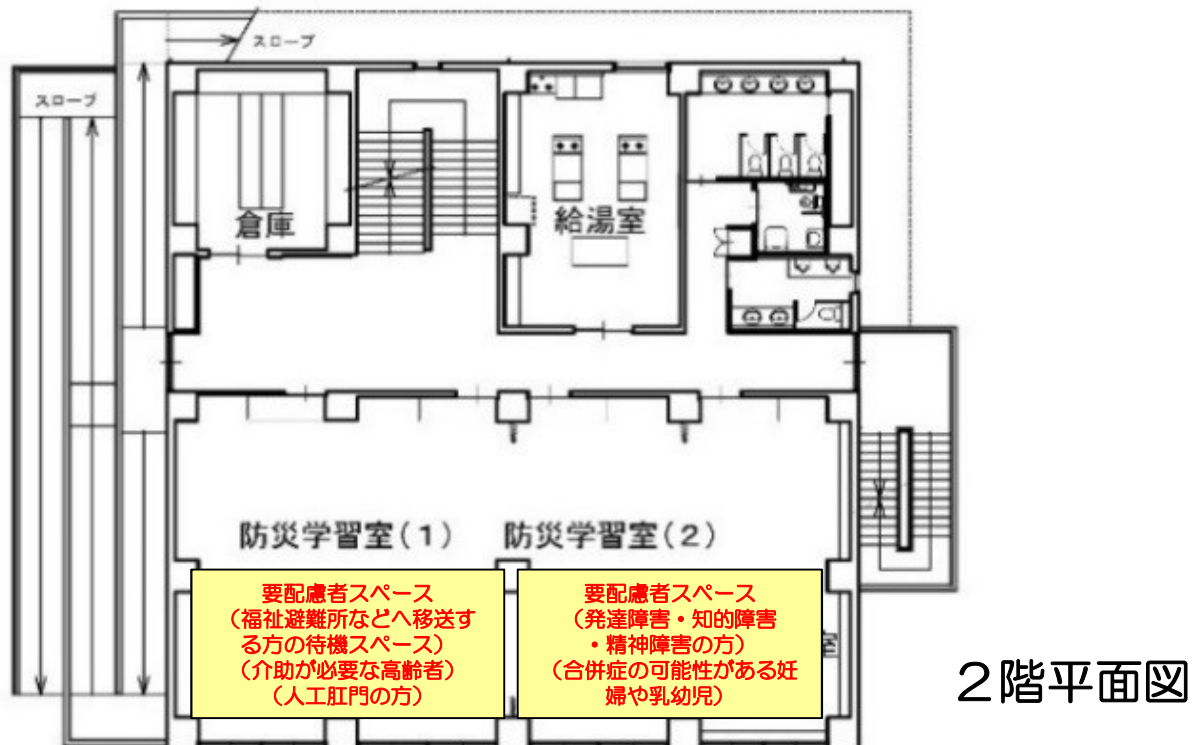 スロープ
スロープ
倉庫
給湯室
防災学習室(1)
防災学習室(2)
要配慮者スペース
(福祉避難所などへ移送す
る方の待機スペース)
(介助が必要な高齢者)
(人工肛門の方)
要配慮者スペース
(発達障害・知的障害
・精神障害の方)
(合併症の可能性がある妊
婦や乳幼児)
2階平面図